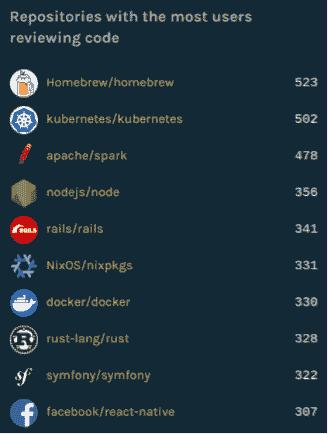 Repositories with the most users
reviewing code
Homebrew/homebrew 523
kubernetes/kubernetes 502
apache/spark 478
nodejs/node 356
rails/rails 341
NixOS/nixpkgs 331
docker/docker 330
rust-lang/rust 328
symfony/symfony 322
facebook/react-native 307